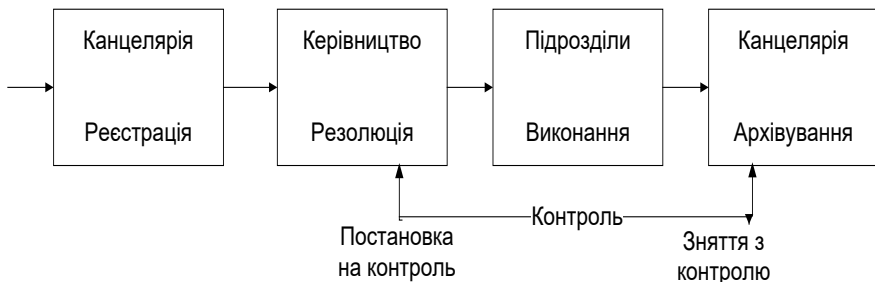 Канцелярія
Реєстрація
Керівництво
Резолюція
Підрозділи
Виконання
Канцелярія
Архівування
Контроль
Постановка
на контроль
Зняття з
контролю